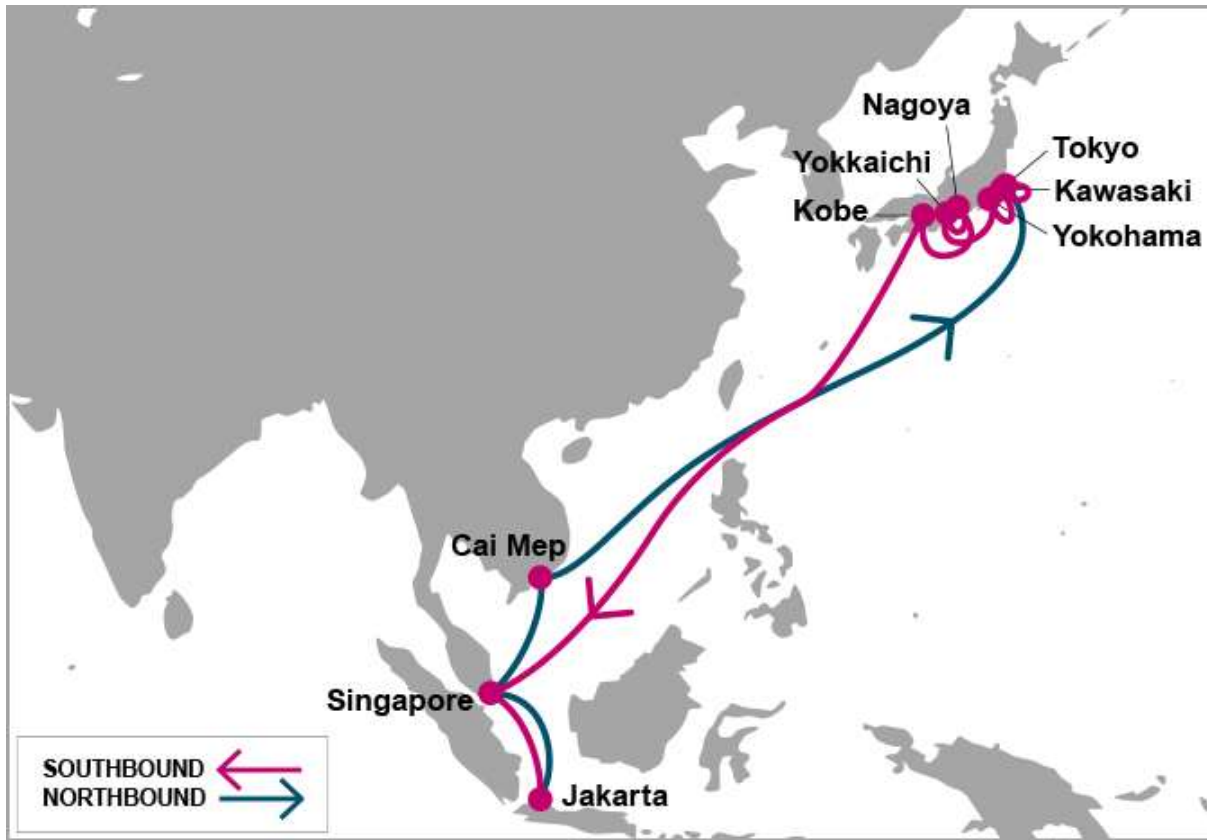 Nagoya
Tokyo
Yokkaichi
Kawasaki
Kobe
Yokohama
Cai Mep
Singapore
Jakarta
SOUTHBOUND
NORTHBOUND